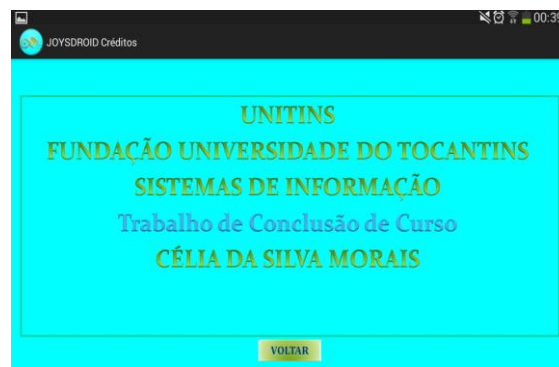 00:39
JOYSDROID Créditos
UNITINS
FUNDAÇÃO UNIVERSIDADE DO TOCANTINS
SISTEMAS DE INFORMAÇÃO
Trabalho de Conclusão de Curso
CÉLIA DA SILVA MORAIS
VOLTAR